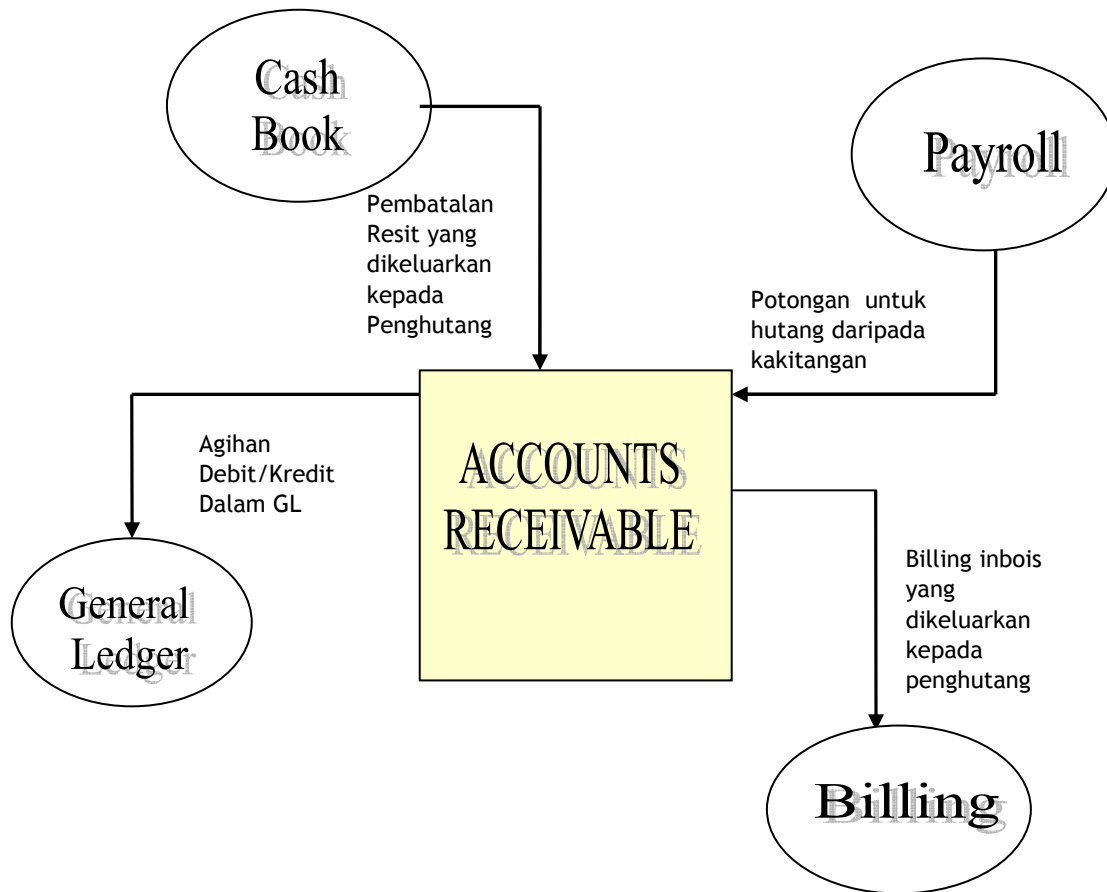 Cash
Book
Payroll
Pembatalan
Resit yang
dikeluarkan
kepada
Penghutang
Potongan untuk
hutang daripada
kakitangan
Agihan
Debit/Kredit
Dalam GL
ACCOUNTS
RECEIVABLE
General
Ledger
Billing inbois
yang
dikeluarkan
kepada
penghutang
Billing